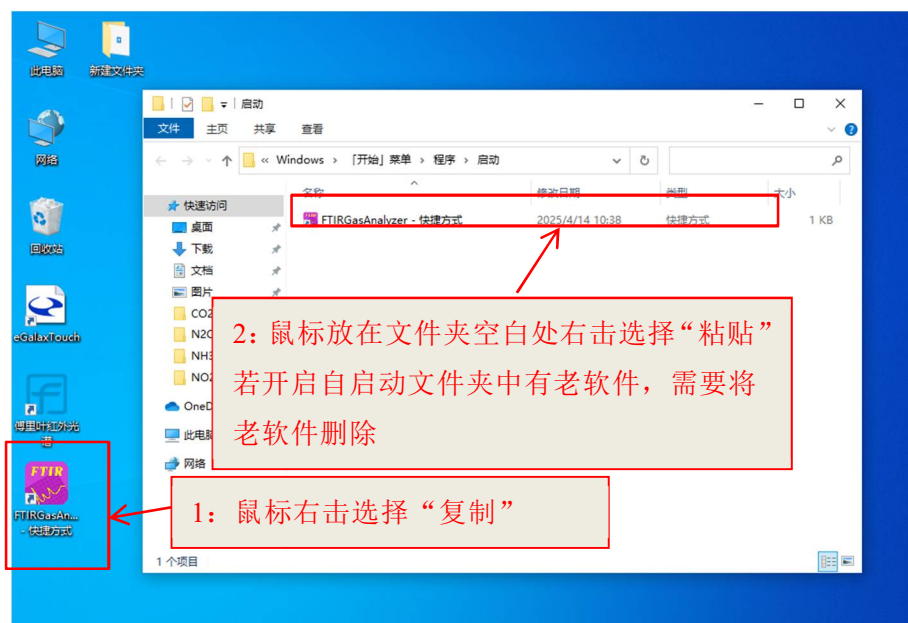 此电脑
新建文件夹
网络
回收站
eGalaxTouch
傅里叶红外光
谱
FTIR
FTIRGasAn...
- 快捷方式
启动
文件
主页
共享
查看
« Windows › 「开始」菜单 › 程序 › 启动
名称
修改日期
类型
大小
FTIRGasAnalyzer - 快捷方式
2025/4/14 10:38
快捷方式
1 KB
快速访问
桌面
下载
文档
图片
CO2
N2O
NH3
NO2
OneD
此电脑
网络
2：鼠标放在文件夹空白处右击选择“粘贴”
若开启自启动文件夹中有老软件，需要将
老软件删除
1：鼠标右击选择“复制”
1 个项目